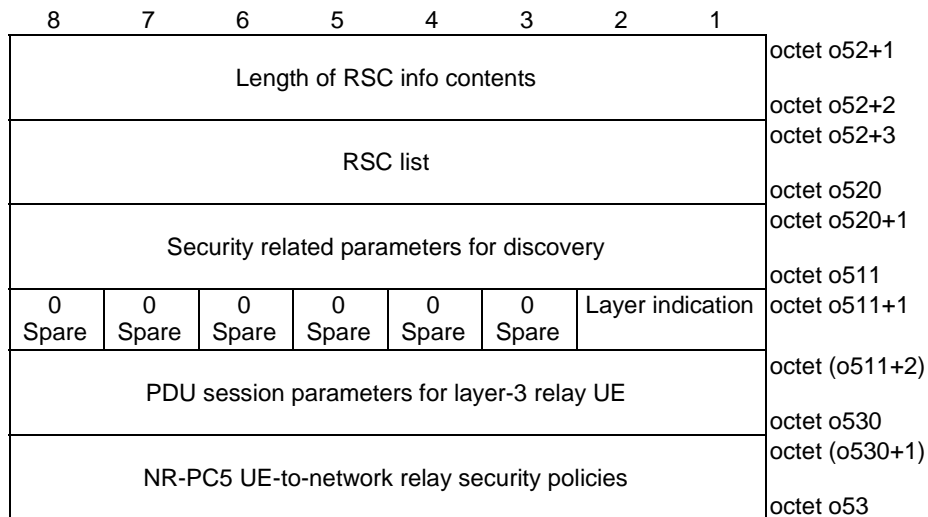 8 7 6 5 4 3 2 1
octet o52+1
Length of RSC info contents
octet o52+2
octet o52+3
RSC list
octet o520
octet o520+1
Security related parameters for discovery
octet o511
0 0 0 0 0 0 Layer indication octet o511+1
Spare Spare Spare Spare Spare Spare
octet (o511+2)
PDU session parameters for layer-3 relay UE
octet o530
octet (o530+1)
NR-PC5 UE-to-network relay security policies
octet o53